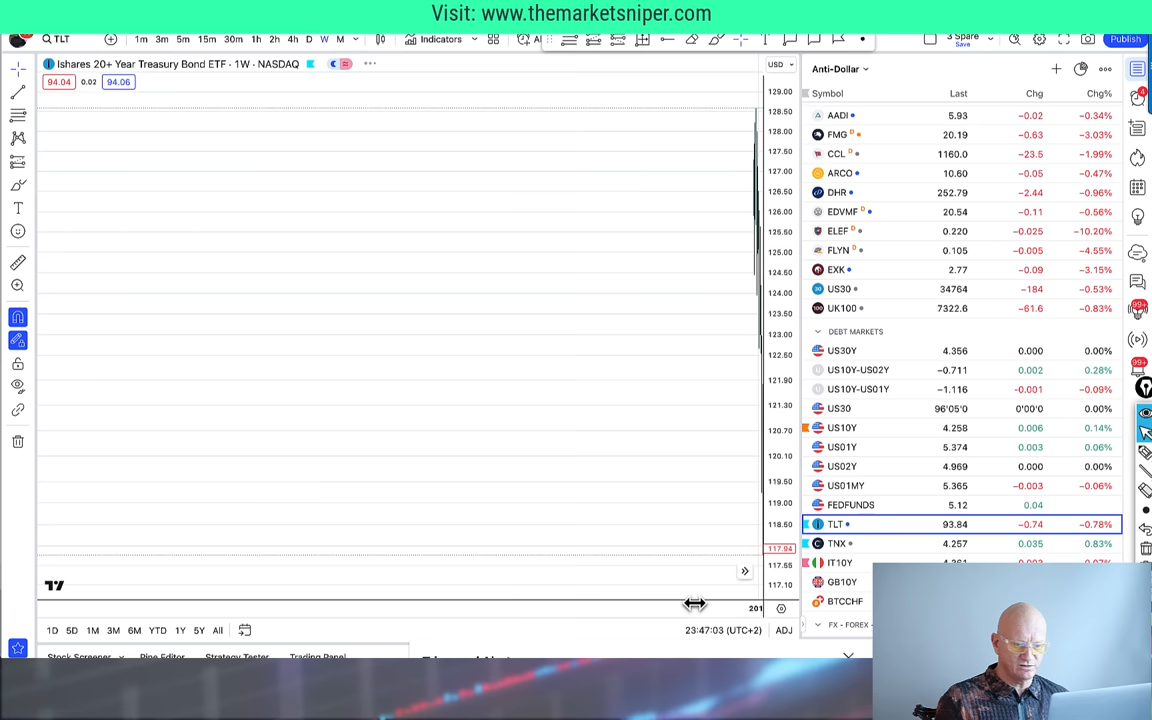 Visit: www.themarketsniper.com
TLT 1m 3m 5m 15m 30m 1h 2h 4h D W M Indicators Al 3 Spare Save Publish
Ishares 20+ Year Treasury Bond ETF · 1W · NASDAQ
94.04 0.02 94.06
USD
129.00
128.50
128.00
127.50
127.00
126.50
126.00
125.50
125.00
124.50
124.00
123.50
123.00
122.60
121.90
121.30
120.70
120.10
119.50
119.00
118.50
117.94
117.55
117.10
201
Anti-Dollar
Symbol Last Chg Chg%
AADI 5.93 −0.02 −0.34%
FMG D 20.19 −0.63 −3.03%
CCL D 1160.0 −23.5 −1.99%
ARCO 10.60 −0.05 −0.47%
DHR 252.79 −2.44 −0.96%
EDVMF D 20.54 −0.11 −0.56%
ELEF D 0.220 −0.025 −10.20%
FLYN D 0.105 −0.005 −4.55%
EXK 2.77 −0.09 −3.15%
US30 34764 −184 −0.53%
UK100 7322.6 −61.6 −0.83%
DEBT MARKETS
US30Y 4.356 0.000 0.00%
US10Y-US02Y −0.711 0.002 0.28%
US10Y-US01Y −1.116 −0.001 −0.09%
US30 96'05'0 0'00'0 0.00%
US10Y 4.258 0.006 0.14%
US01Y 5.374 0.003 0.06%
US02Y 4.969 0.000 0.00%
US01MY 5.365 −0.003 −0.06%
FEDFUNDS 5.12 0.04
TLT 93.84 −0.74 −0.78%
TNX 4.257 0.035 0.83%
IT10Y
GB10Y
BTCCHF
FX - FOREX
4
99+
99+
1D 5D 1M 3M 6M YTD 1Y 5Y All 23:47:03 (UTC+2) ADJ
Stock Screener Pine Editor Strategy Tester Trading Panel